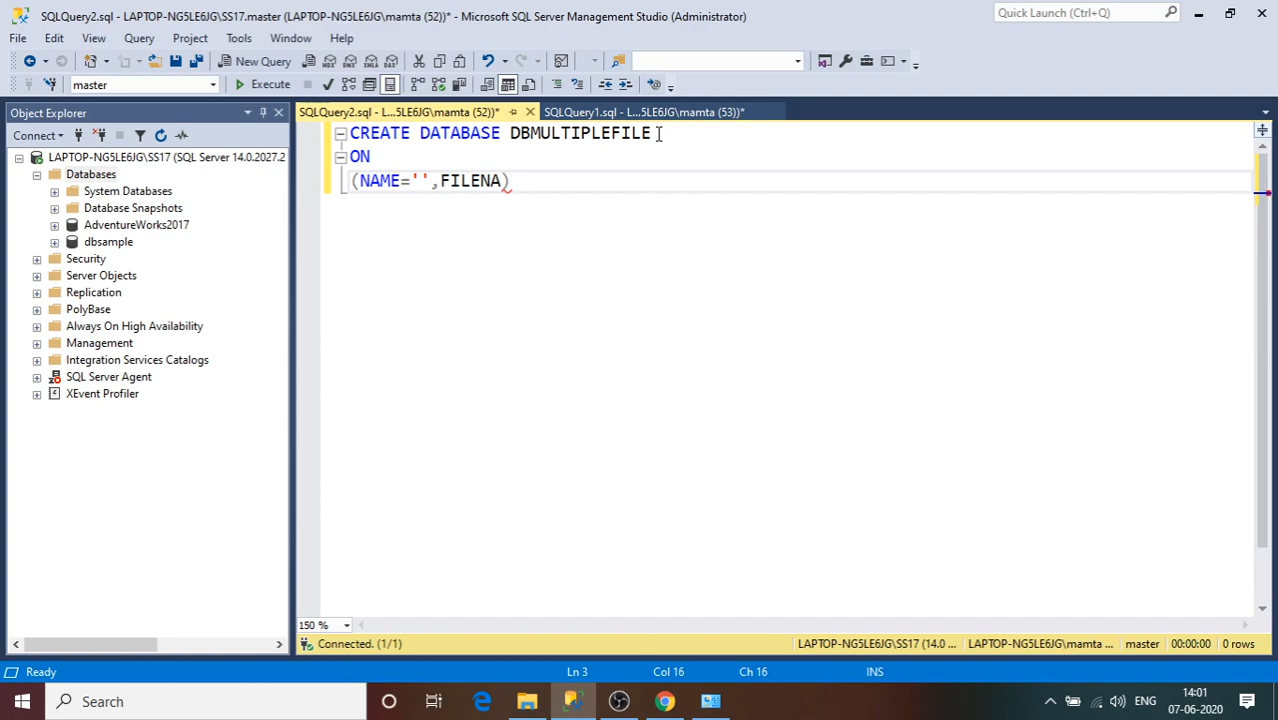 SQLQuery2.sql - LAPTOP-NG5LE6JG\SS17.master (LAPTOP-NG5LE6JG\mamta (52))* - Microsoft SQL Server Management Studio (Administrator)
Quick Launch (Ctrl+Q)
File Edit View Query Project Tools Window Help
New Query
master
Execute
Object Explorer
SQLQuery2.sql - L...5LE6JG\mamta (52))*
SQLQuery1.sql - L...5LE6JG\mamta (53))*
Connect
LAPTOP-NG5LE6JG\SS17 (SQL Server 14.0.2027.2
Databases
System Databases
Database Snapshots
AdventureWorks2017
dbsample
Security
Server Objects
Replication
PolyBase
Always On High Availability
Management
Integration Services Catalogs
SQL Server Agent
XEvent Profiler
CREATE DATABASE DBMULTIPLEFILE
ON
(NAME='',FILENA)
150 %
Connected. (1/1)
LAPTOP-NG5LE6JG\SS17 (14.0 ...
LAPTOP-NG5LE6JG\mamta ...
master
00:00:00
0 rows
Ready
Ln 3
Col 16
Ch 16
INS
Search
ENG
14:01
07-06-2020